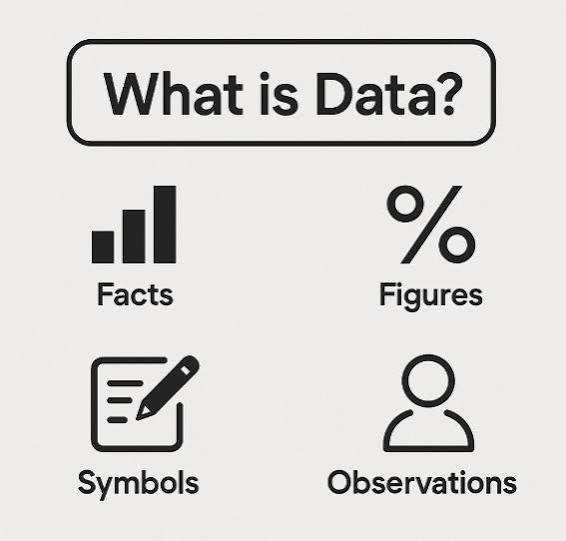 What is Data?
Facts
Figures
Symbols
Observations